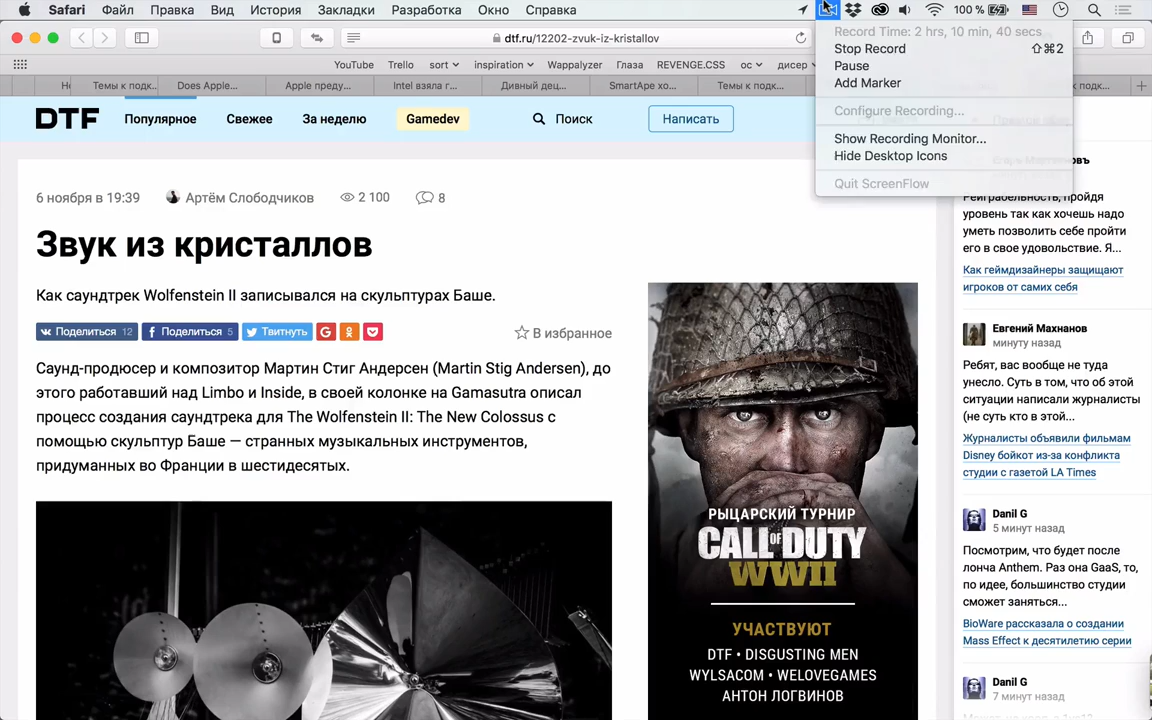 Safari Файл Правка Вид История Закладки Разработка Окно Справка 100 %
Record Time: 2 hrs, 10 min, 40 secs
Stop Record ⇧⌘2
Pause
Add Marker
Configure Recording...
Show Recording Monitor...
Hide Desktop Icons
Quit ScreenFlow
dtf.ru/12202-zvuk-iz-kristallov
YouTube Trello sort inspiration Wappalyzer Глаза REVENGE.CSS ос дисер
Темы к подк... Does Apple... Apple преду... Intel взяла г... Дивный дец... SmartApe хо... Темы к подк...
DTF Популярное Свежее За неделю Gamedev Поиск Написать
6 ноября в 19:39 Артём Слободчиков 2 100 8
Звук из кристаллов
Как саундтрек Wolfenstein II записывался на скульптурах Баше.
Поделиться 12 Поделиться 5 Твитнуть В избранное
Саунд-продюсер и композитор Мартин Стиг Андерсен (Martin Stig Andersen), до
этого работавший над Limbo и Inside, в своей колонке на Gamasutra описал
процесс создания саундтрека для The Wolfenstein II: The New Colossus с
помощью скульптур Баше — странных музыкальных инструментов,
придуманных во Франции в шестидесятых.
РЫЦАРСКИЙ ТУРНИР
CALL OF DUTY
WWII
УЧАСТВУЮТ
DTF • DISGUSTING MEN
WYLSACOM • WELOVEGAMES
АНТОН ЛОГВИНОВ
Реиграбельность, пройдя
уровень так как хочешь надо
уметь позволить себе пройти
его в свое удовольствие. Я...
Как геймдизайнеры защищают
игроков от самих себя
Евгений Махнанов
минуту назад
Ребят, вас вообще не туда
унесло. Суть в том, что об этой
ситуации написали журналисты
(не суть кто в этой...
Журналисты объявили фильмам
Disney бойкот из-за конфликта
студии с газетой LA Times
Danil G
5 минут назад
Посмотрим, что будет после
лонча Anthem. Раз она GaaS, то,
по идее, большинство студии
сможет заняться...
BioWare рассказала о создании
Mass Effect к десятилетию серии
Danil G
7 минут назад